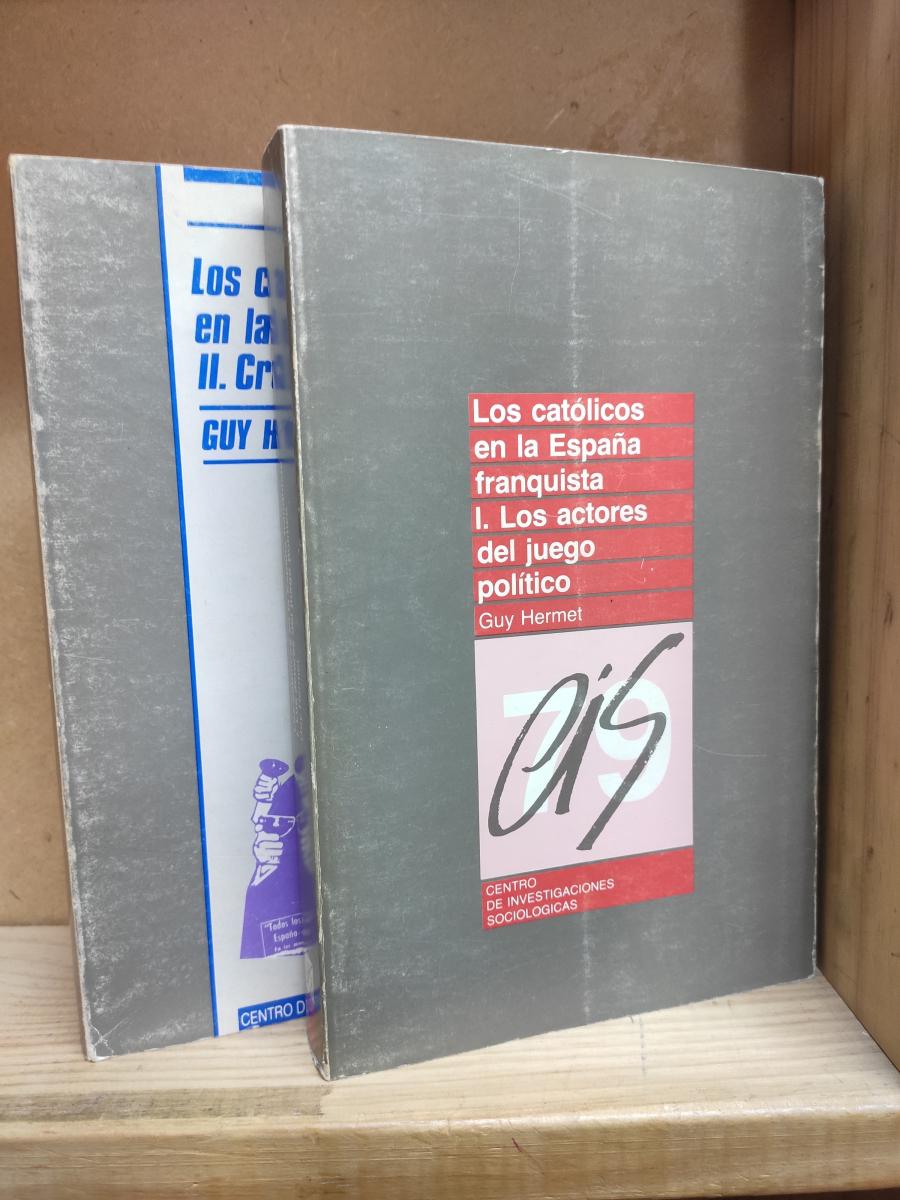 Los
en la
II.
GUY
"Todos los
España
CENTRO
Los católicos
en la España
franquista
I. Los actores
del juego
político
Guy Hermet
79
cis
CENTRO
DE INVESTIGACIONES
SOCIOLOGICAS